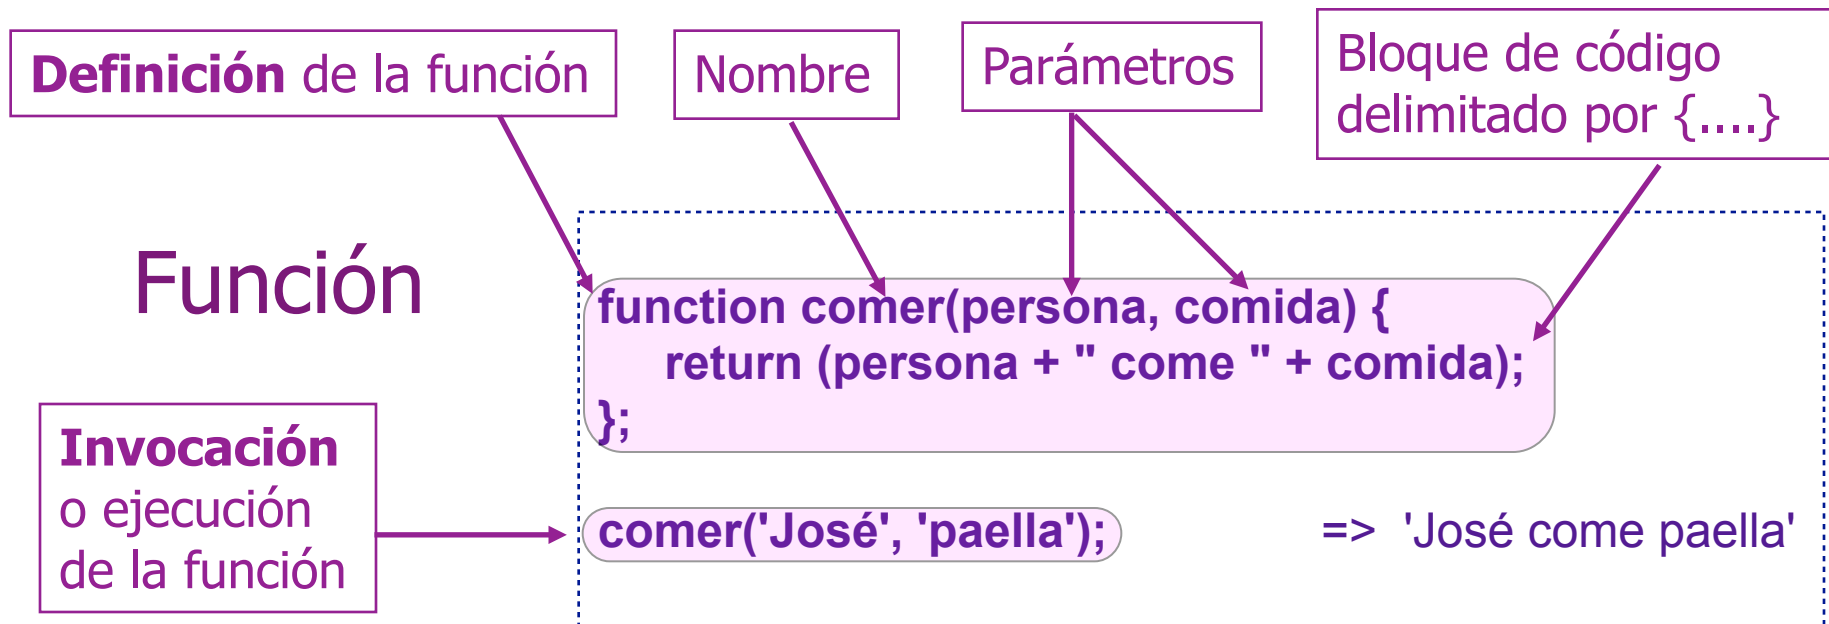 Definición de la función
Nombre
Parámetros
Bloque de código
delimitado por {....}
Función
function comer(persona, comida) {
return (persona + " come " + comida);
};
Invocación
o ejecución
de la función
comer('José', 'paella'); => 'José come paella'